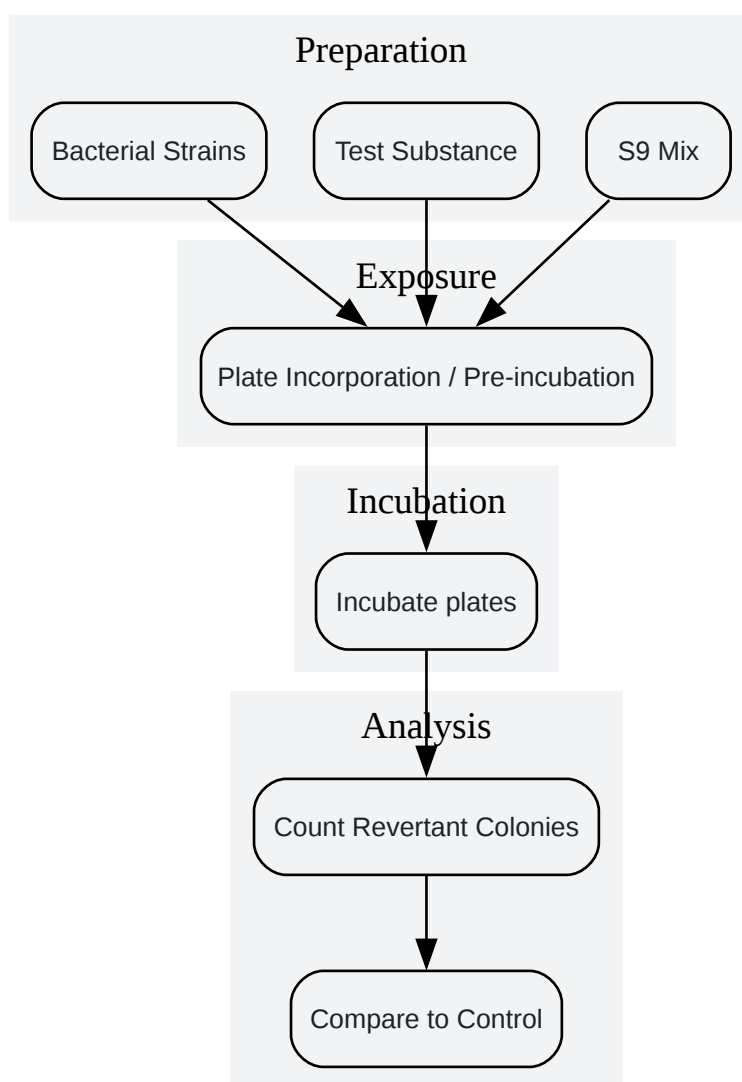 Preparation
Bacterial Strains
Test Substance
S9 Mix
Exposure
Plate Incorporation / Pre-incubation
Incubation
Incubate plates
Analysis
Count Revertant Colonies
Compare to Control